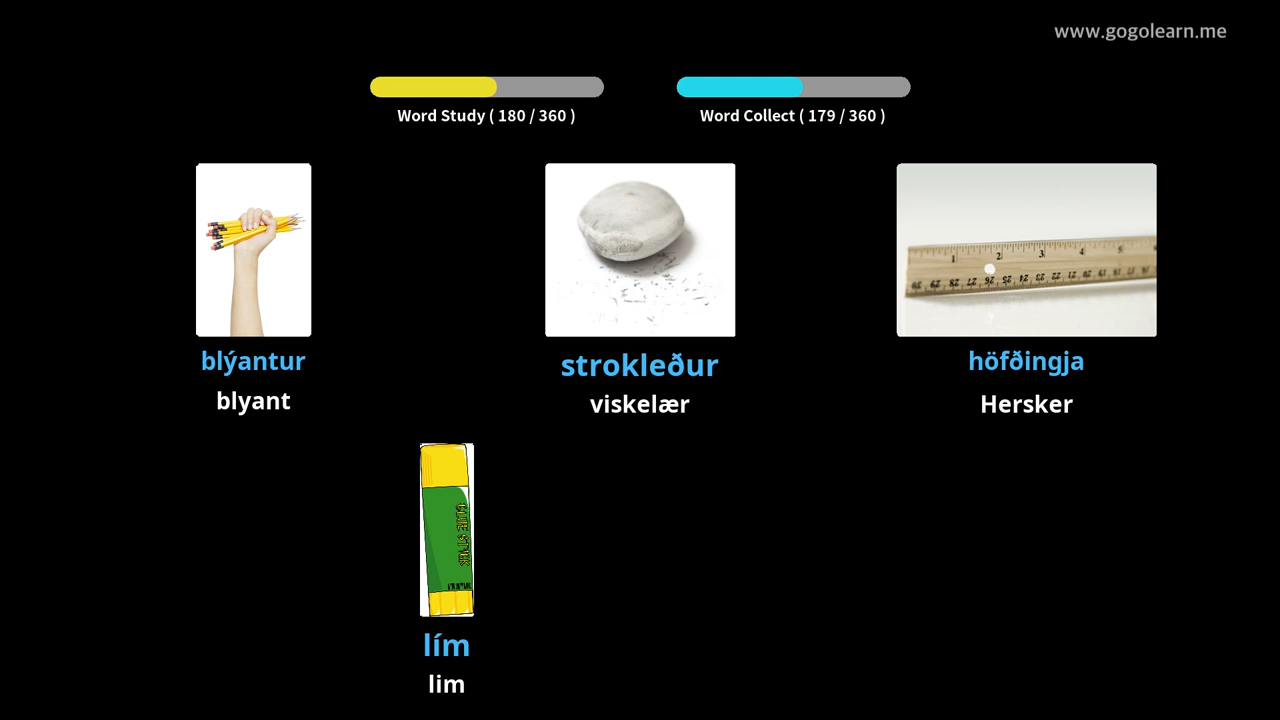 www.gogolearn.me
Word Study ( 180 / 360 )
Word Collect ( 179 / 360 )
blýantur
strokleður
höfðingja
blyant
viskelær
Hersker
lím
lim